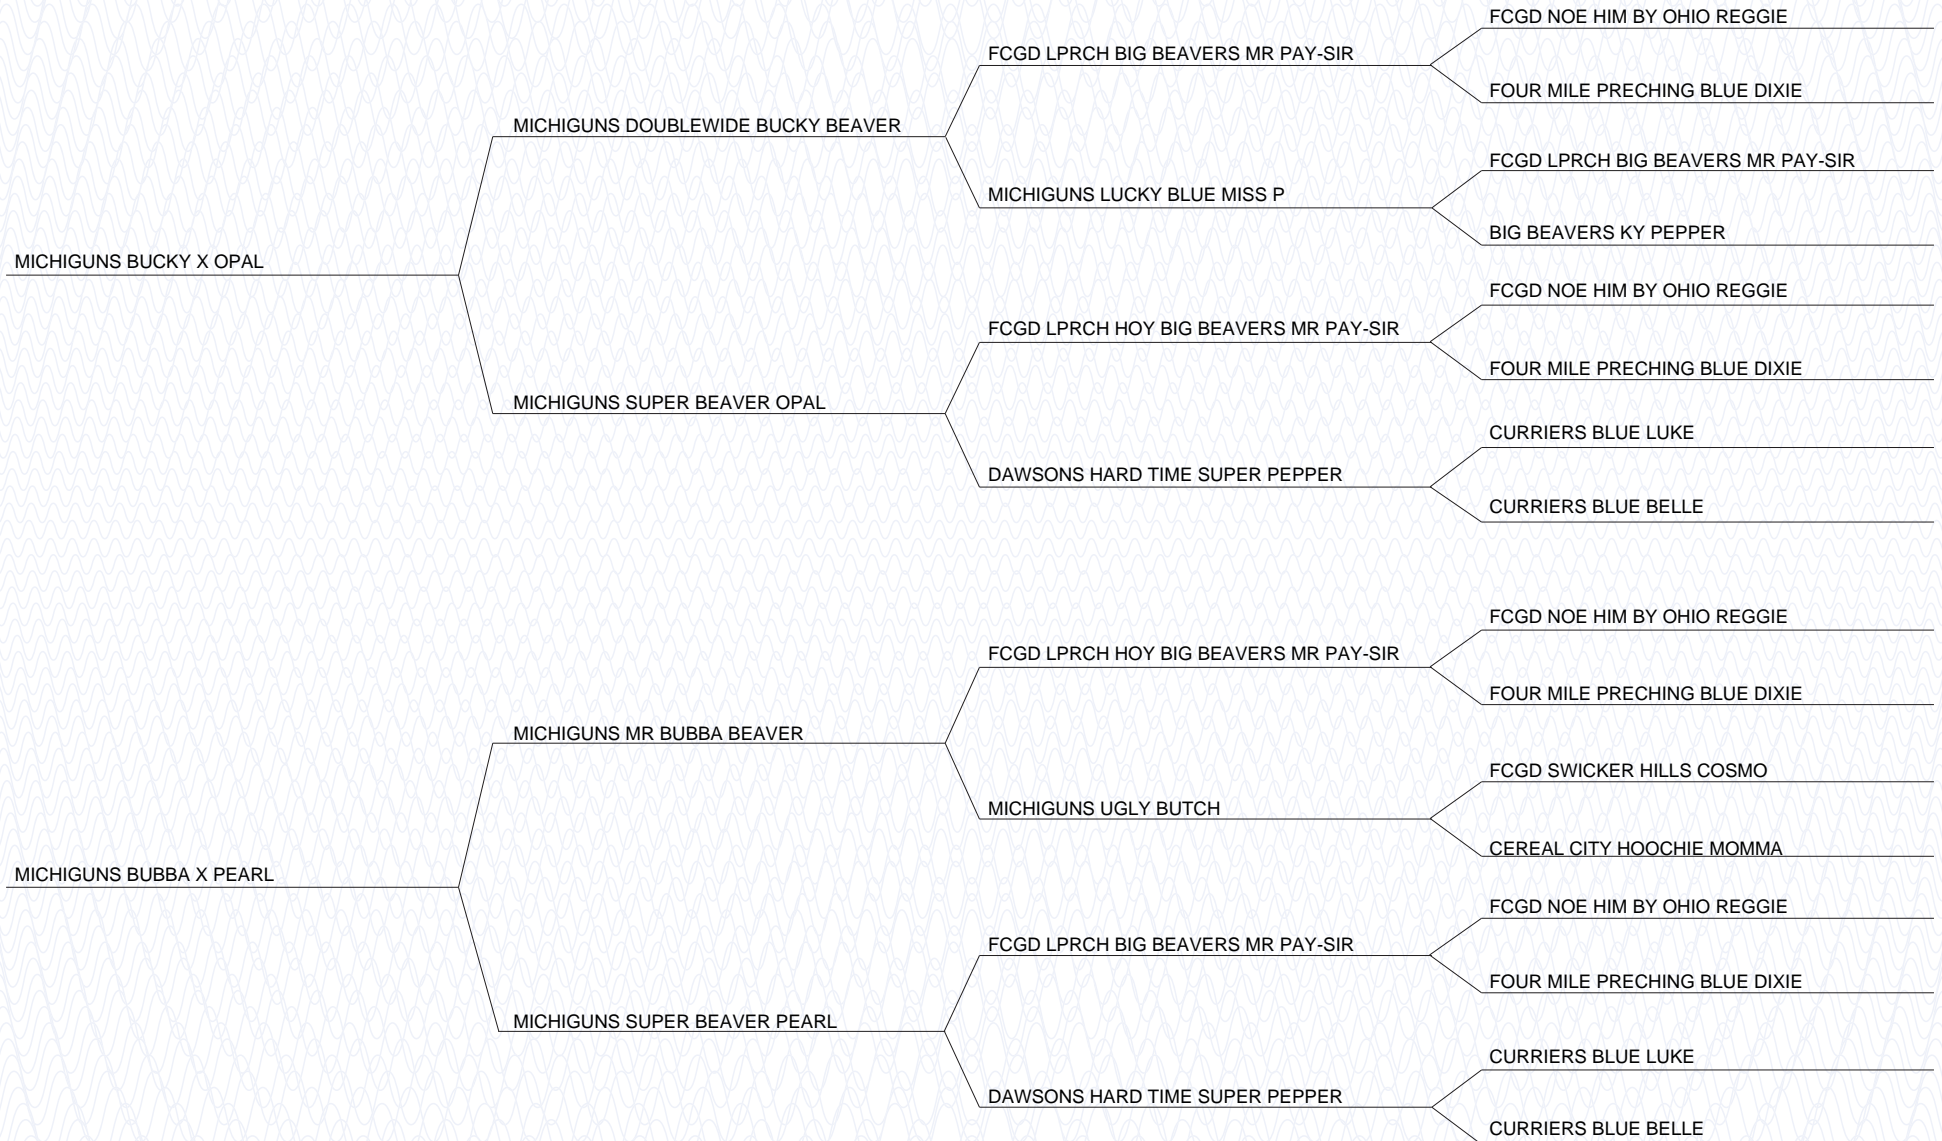 FCGD NOE HIM BY OHIO REGGIE
FCGD LPRCH BIG BEAVERS MR PAY-SIR
FOUR MILE PRECHING BLUE DIXIE
MICHIGUNS DOUBLEWIDE BUCKY BEAVER
FCGD LPRCH BIG BEAVERS MR PAY-SIR
MICHIGUNS LUCKY BLUE MISS P
BIG BEAVERS KY PEPPER
MICHIGUNS BUCKY X OPAL
FCGD NOE HIM BY OHIO REGGIE
FCGD LPRCH HOY BIG BEAVERS MR PAY-SIR
FOUR MILE PRECHING BLUE DIXIE
MICHIGUNS SUPER BEAVER OPAL
CURRIERS BLUE LUKE
DAWSONS HARD TIME SUPER PEPPER
CURRIERS BLUE BELLE
FCGD NOE HIM BY OHIO REGGIE
FCGD LPRCH HOY BIG BEAVERS MR PAY-SIR
FOUR MILE PRECHING BLUE DIXIE
MICHIGUNS MR BUBBA BEAVER
FCGD SWICKER HILLS COSMO
MICHIGUNS UGLY BUTCH
CEREAL CITY HOOCHIE MOMMA
MICHIGUNS BUBBA X PEARL
FCGD NOE HIM BY OHIO REGGIE
FCGD LPRCH BIG BEAVERS MR PAY-SIR
FOUR MILE PRECHING BLUE DIXIE
MICHIGUNS SUPER BEAVER PEARL
CURRIERS BLUE LUKE
DAWSONS HARD TIME SUPER PEPPER
CURRIERS BLUE BELLE